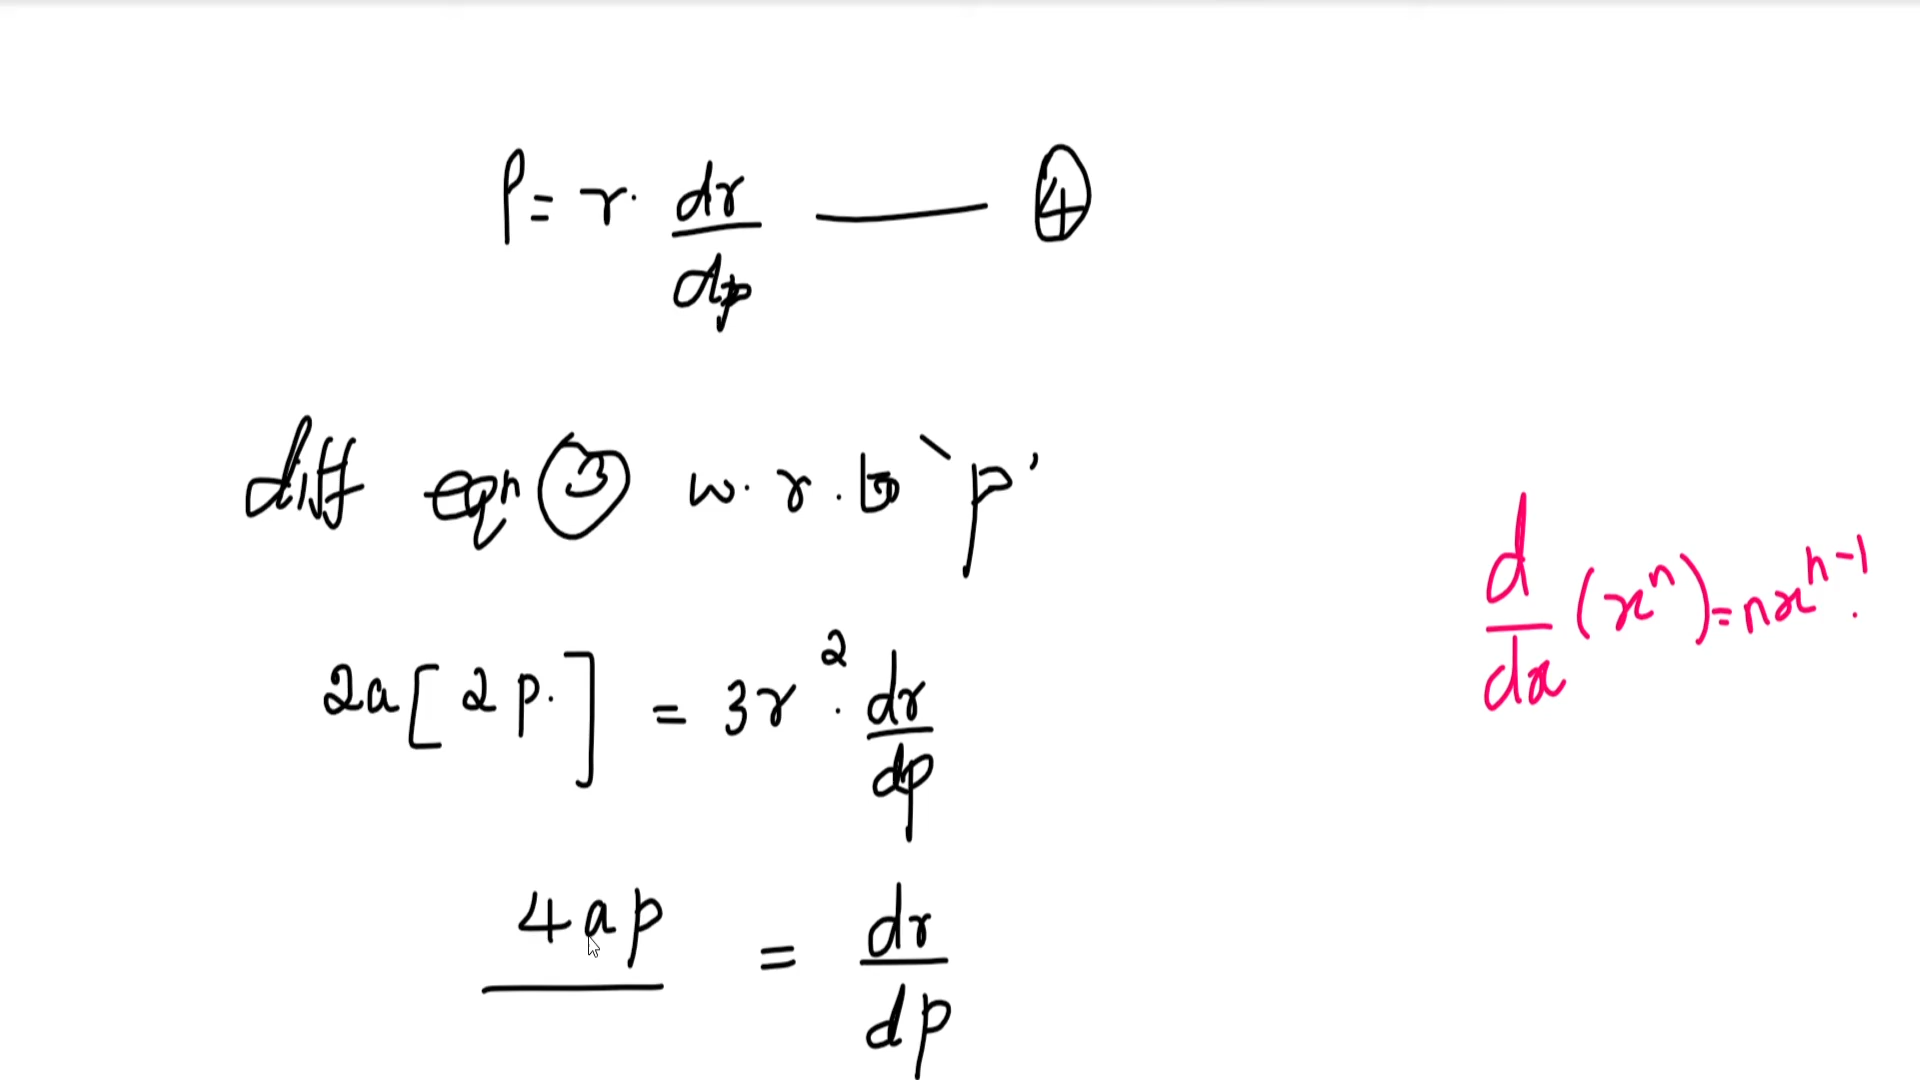 ρ = r. dr/dp —— ④
diff eqn ③ w.r.to `p'
d/dx (xⁿ) = nxⁿ⁻¹.
2a[2p.] = 3r². dr/dp
4ap/ = dr/dp